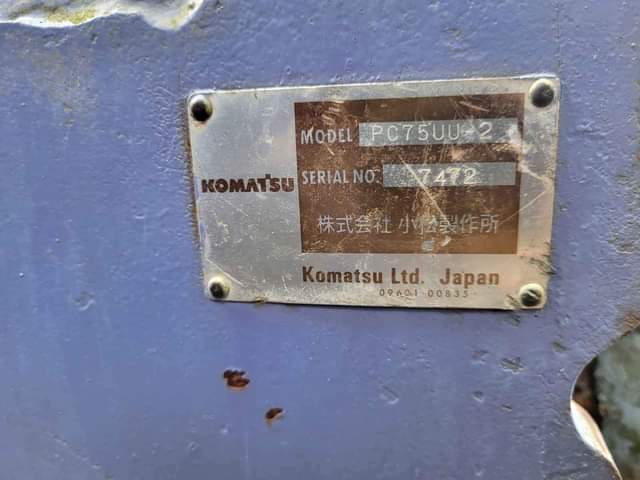 MODEL PC75UU-2
KOMATSU SERIAL NO. 7472
株式会社 小松製作所
Komatsu Ltd. Japan
09601-00835